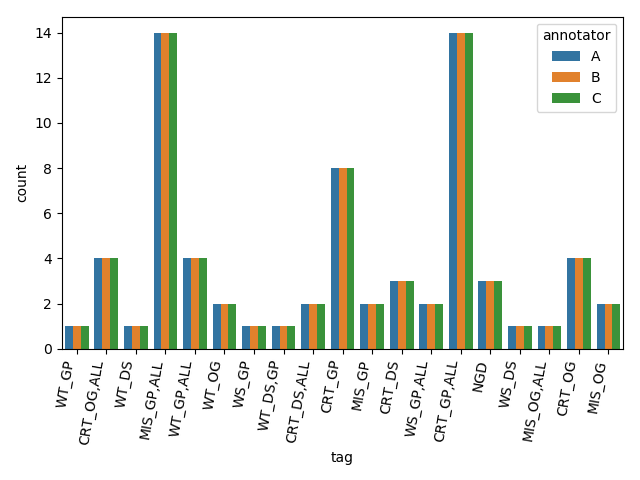 14
12
10
8
6
4
2
0
count
annotator
A
B
C
WT_GP
CRT_OG,ALL
WT_DS
MIS_GP,ALL
WT_GP,ALL
WT_OG
WS_GP
WT_DS,GP
CRT_DS,ALL
CRT_GP
MIS_GP
CRT_DS
WS_GP,ALL
CRT_GP,ALL
NGD
WS_DS
MIS_OG,ALL
CRT_OG
MIS_OG
tag